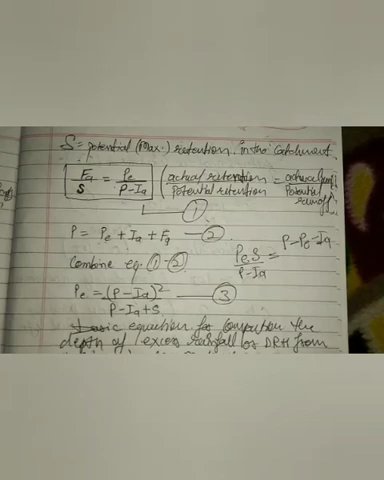 S = potential (Max.) retention in the Catchment
Fa/S = Pe/(P-Ia) (actual retention/Potential retention = actual runoff/Potential runoff)
①
P = Pe + Ia + Fa — ②
Combine eq. ① - ② Pe.S/(P-Ia) = P-Pe-Ia
Pe = (P-Ia)²/(P-Ia+S) — ③
basic equation for compution the
depth of excess rainfall or DRH from